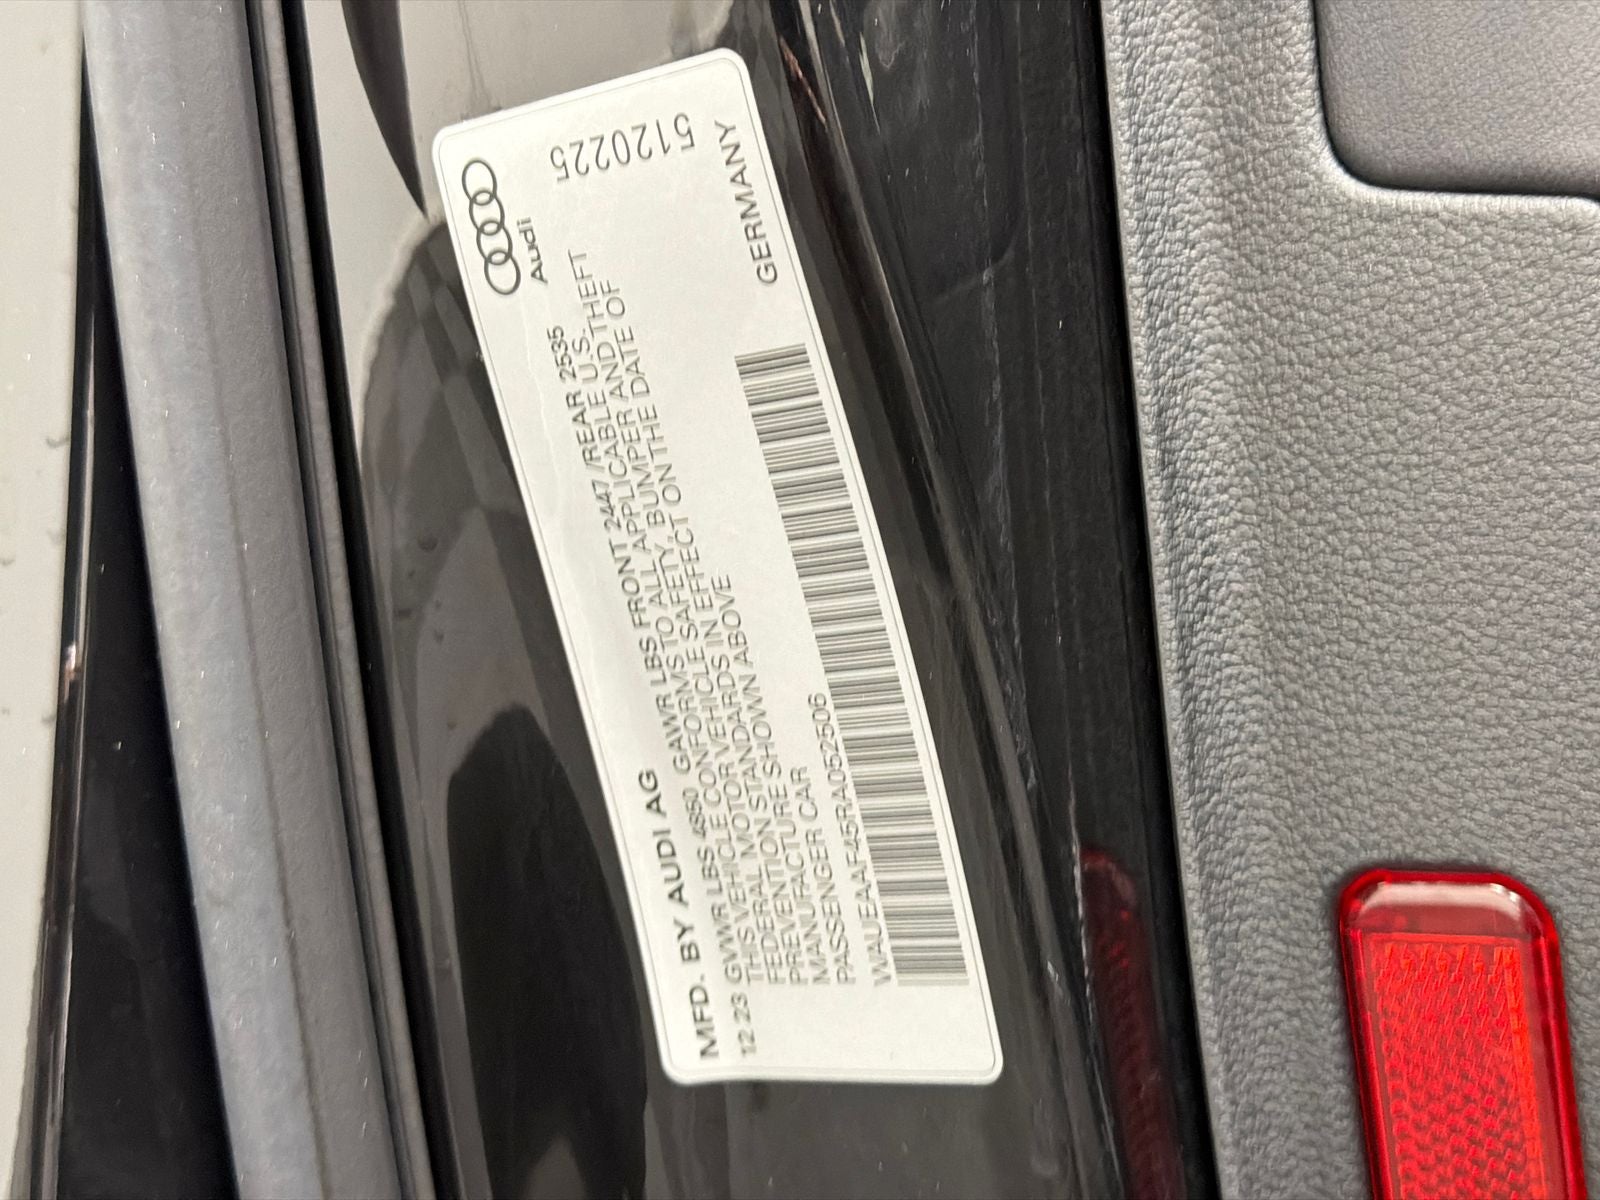 Audi
5120225
MFD. BY AUDI AG
12 23 GVWR LBS 4850 GAWR LBS FRONT 2447 /REAR 2535
THIS VEHICLE CONFORMS TO ALL APPLICABLE U.S.
FEDERAL MOTOR VEHICLE SAFETY, BUMPER AND THEFT
PREVENTION STANDARDS IN EFFECT ON THE DATE OF
MANUFACTURE SHOWN ABOVE
PASSENGER CAR
WAUEAAF45RA052506
GERMANY